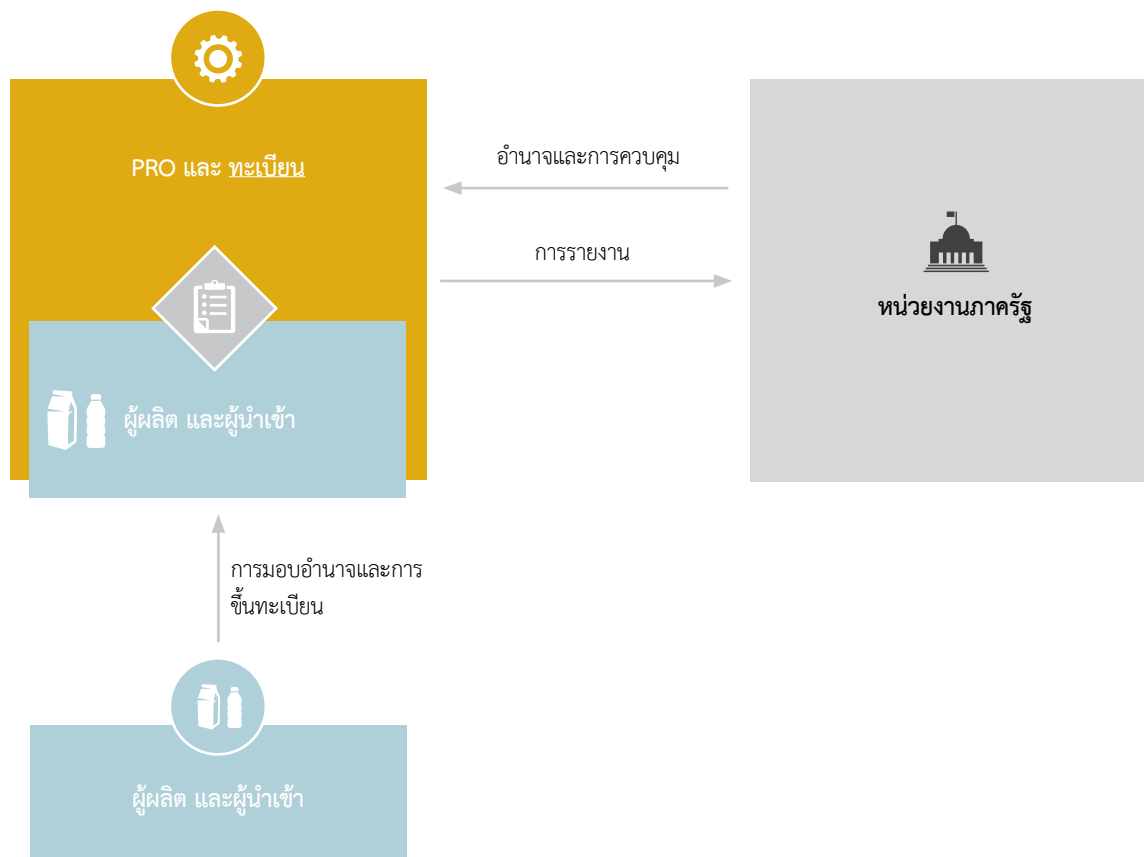 PRO และ ทะเบียน
อำนาจและการควบคุม
การรายงาน
หน่วยงานภาครัฐ
ผู้ผลิต และผู้นำเข้า
การมอบอำนาจและการ
ขึ้นทะเบียน
ผู้ผลิต และผู้นำเข้า